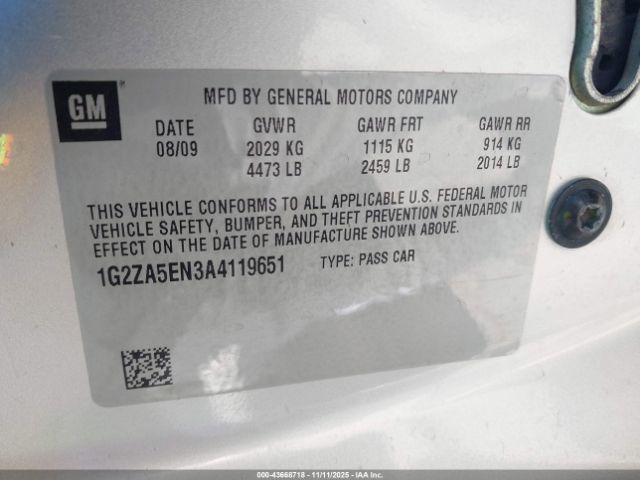 GM
MFD BY GENERAL MOTORS COMPANY
DATE GVWR GAWR FRT GAWR RR
08/09 2029 KG 1115 KG 914 KG
4473 LB 2459 LB 2014 LB
THIS VEHICLE CONFORMS TO ALL APPLICABLE U.S. FEDERAL MOTOR
VEHICLE SAFETY, BUMPER, AND THEFT PREVENTION STANDARDS IN
EFFECT ON THE DATE OF MANUFACTURE SHOWN ABOVE.
1G2ZA5EN3A4119651 TYPE: PASS CAR
000-43668718 - 11/11/2025 - IAA Inc.